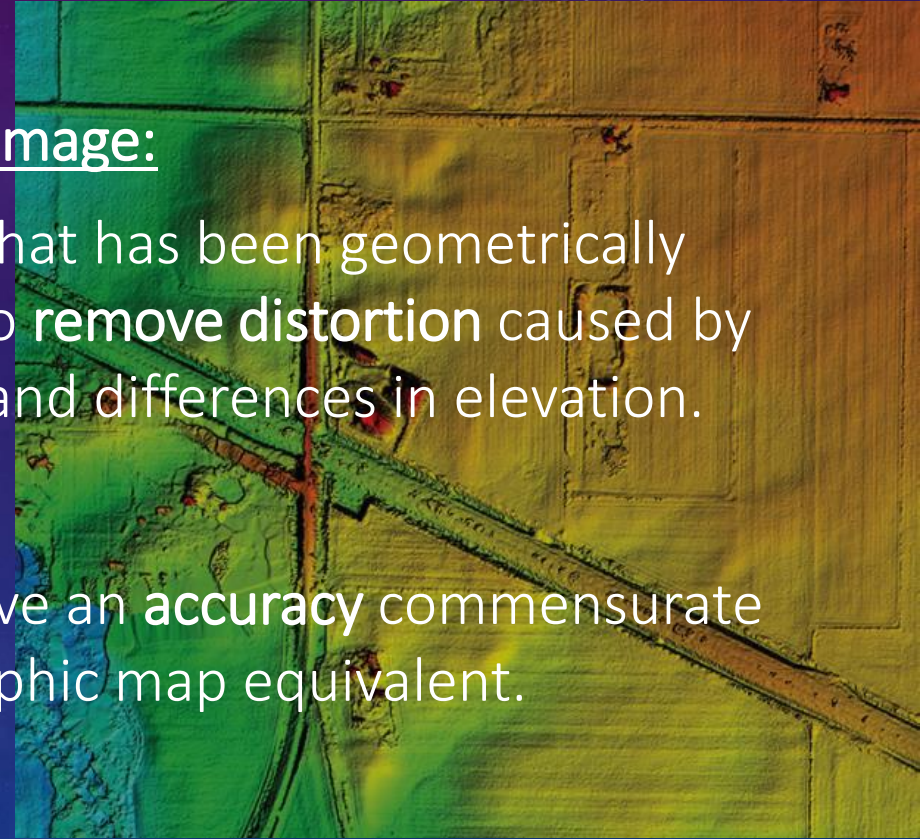 mage:
hat has been geometrically
o remove distortion caused by
and differences in elevation.
ve an accuracy commensurate
phic map equivalent.